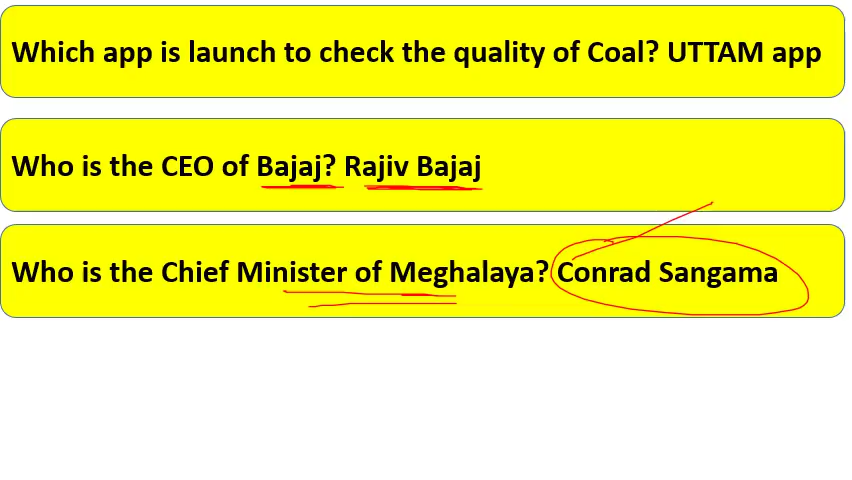 Which app is launch to check the quality of Coal? UTTAM app
Who is the CEO of Bajaj? Rajiv Bajaj
Who is the Chief Minister of Meghalaya? Conrad Sangama